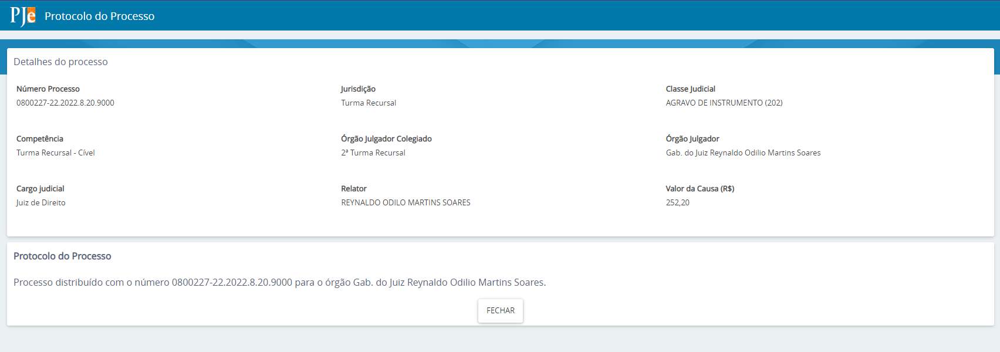 PJe Protocolo do Processo
Detalhes do processo
Número Processo
0800227-22.2022.8.20.9000
Jurisdição
Turma Recursal
Classe Judicial
AGRAVO DE INSTRUMENTO (202)
Competência
Turma Recursal - Cível
Órgão Julgador Colegiado
2ª Turma Recursal
Órgão Julgador
Gab. do Juiz Reynaldo Odilio Martins Soares
Cargo judicial
Juiz de Direito
Relator
REYNALDO ODILO MARTINS SOARES
Valor da Causa (R$)
252,20
Protocolo do Processo
Processo distribuído com o número 0800227-22.2022.8.20.9000 para o órgão Gab. do Juiz Reynaldo Odilio Martins Soares.
FECHAR